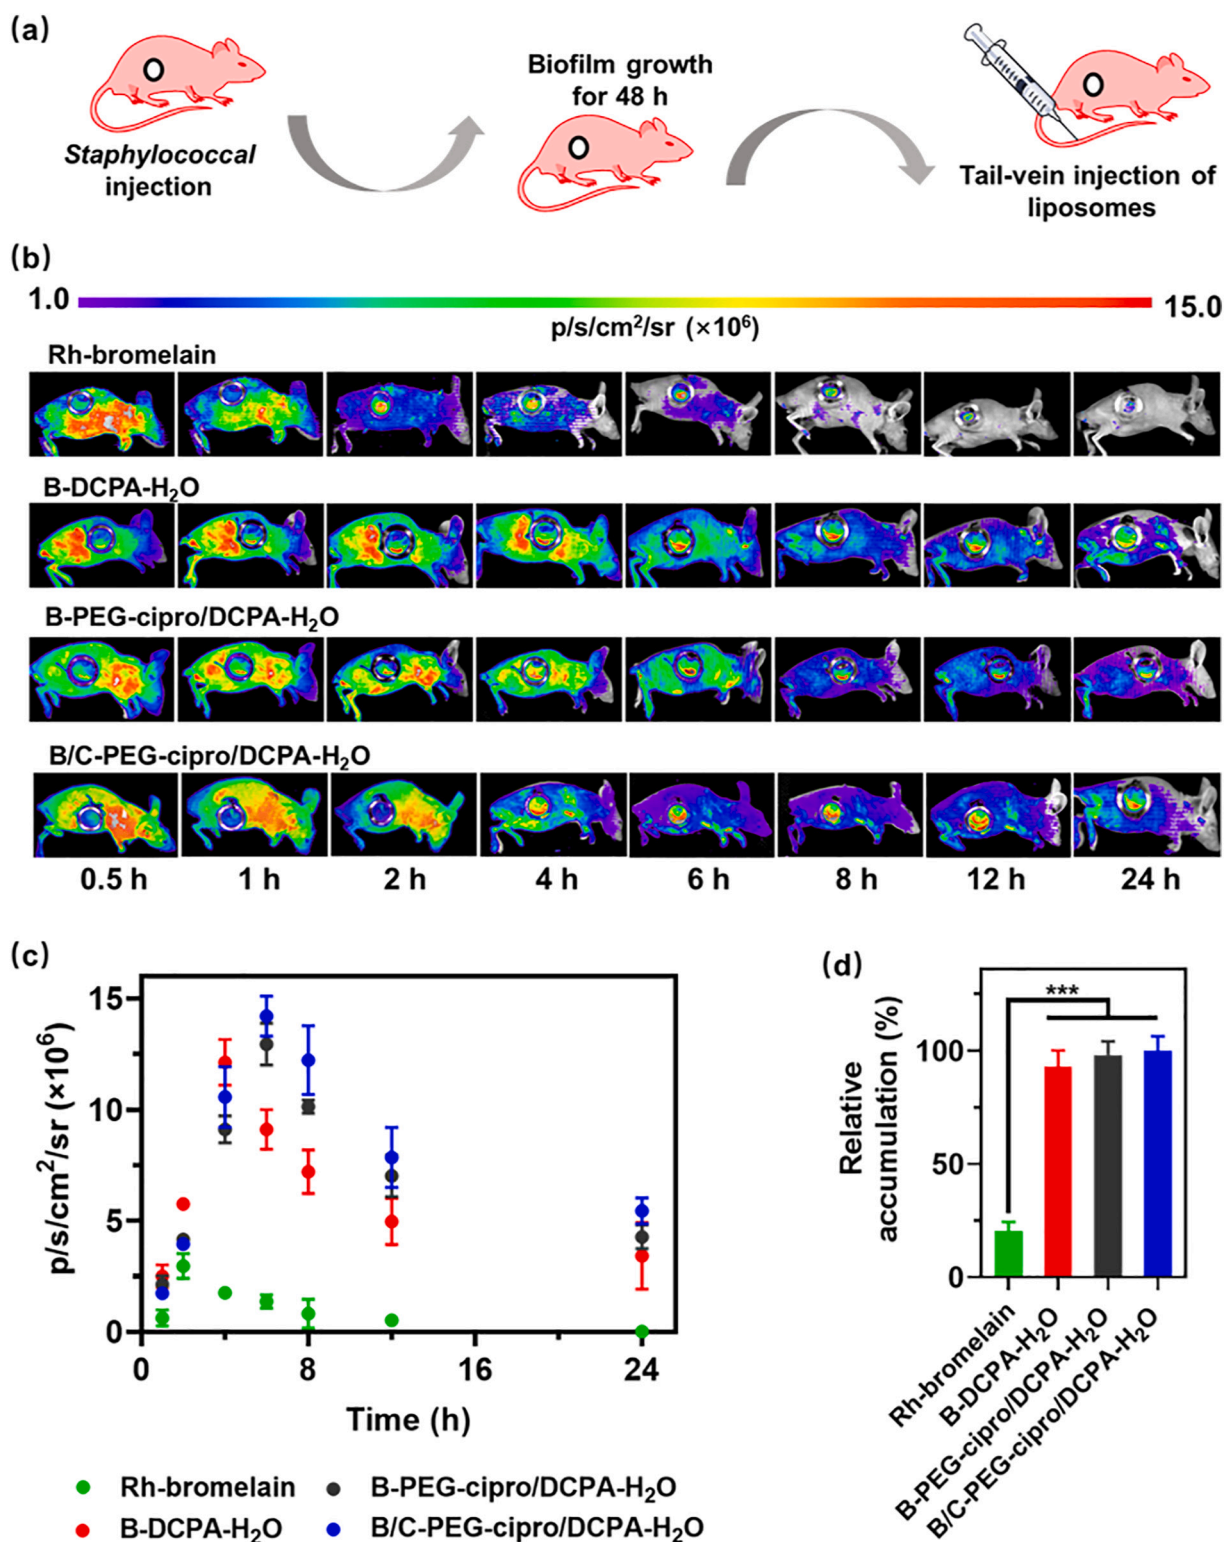 (a)
Staphylococcal
injection
Biofilm growth
for 48 h
Tail-vein injection of
liposomes
(b)
1.0
15.0
p/s/cm²/sr (×10⁶)
Rh-bromelain
B-DCPA-H₂O
B-PEG-cipro/DCPA-H₂O
B/C-PEG-cipro/DCPA-H₂O
0.5 h 1 h 2 h 4 h 6 h 8 h 12 h 24 h
(c)
p/s/cm²/sr (×10⁶)
15
10
5
0
0 8 16 24
Time (h)
Rh-bromelain
B-PEG-cipro/DCPA-H₂O
B-DCPA-H₂O
B/C-PEG-cipro/DCPA-H₂O
(d)
Relative
accumulation (%)
***
100
50
0
Rh-bromelain
B-DCPA-H₂O
B-PEG-cipro/DCPA-H₂O
B/C-PEG-cipro/DCPA-H₂O